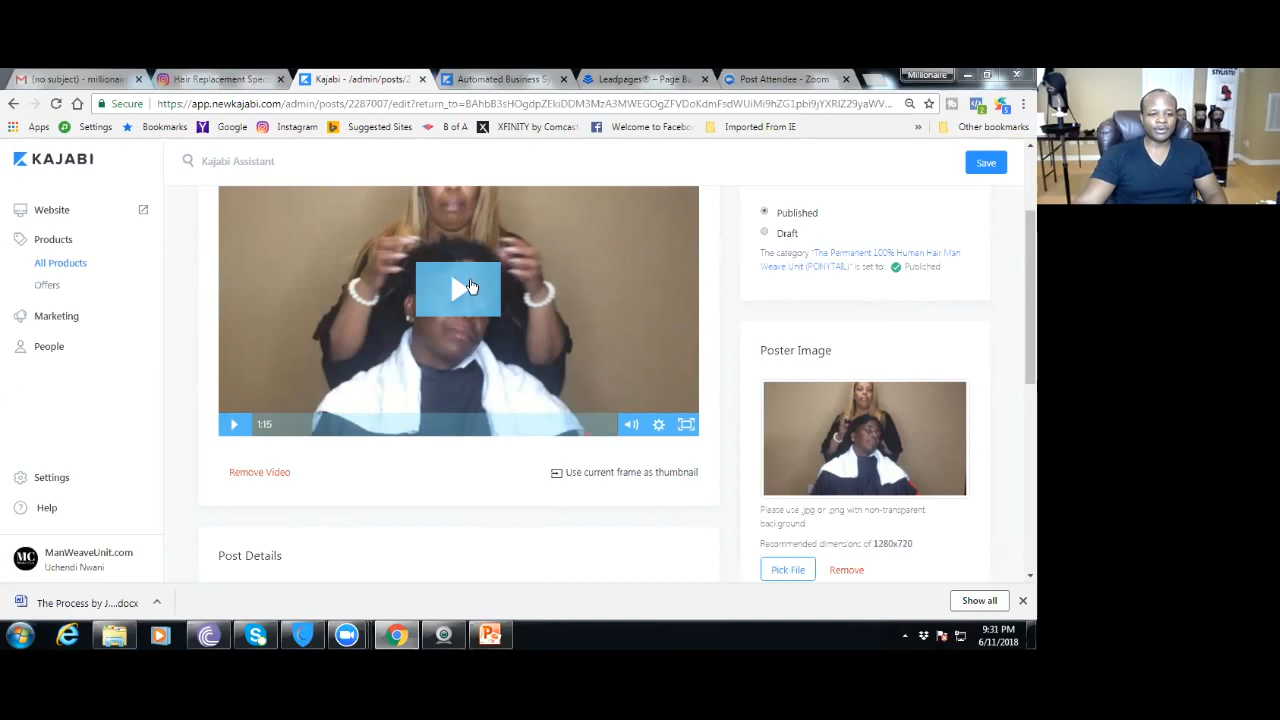 (no subject) - millionair
Hair Replacement Spec
Kajabi - /admin/posts/2
Automated Business Sy
Leadpages® – Page Bu
Post Attendee - Zoom
Millionaire
Secure
https://app.newkajabi.com/admin/posts/2287007/edit?
Apps
Settings
Bookmarks
Google
Instagram
Suggested Sites
B of A
XFINITY by Comcast
Welcome to Facebo
Imported From IE
»
Other bookmarks
KAJABI
Kajabi Assistant
Save
Website
Products
All Products
Offers
Marketing
People
Settings
Help
MC
ManWeaveUnit.com
Uchendi Nwani
1:15
Remove Video
Use current frame as thumbnail
Post Details
Published
Draft
The category "The Permanent 100% Human Hair Man
Weave Unit (PONYTAIL)" is set to: Published
Poster Image
Please use .jpg or .png with non-transparent
background.
Recommended dimensions of 1280x720
Pick File
Remove
The Process by J....docx
Show all
9:31 PM
6/11/2018